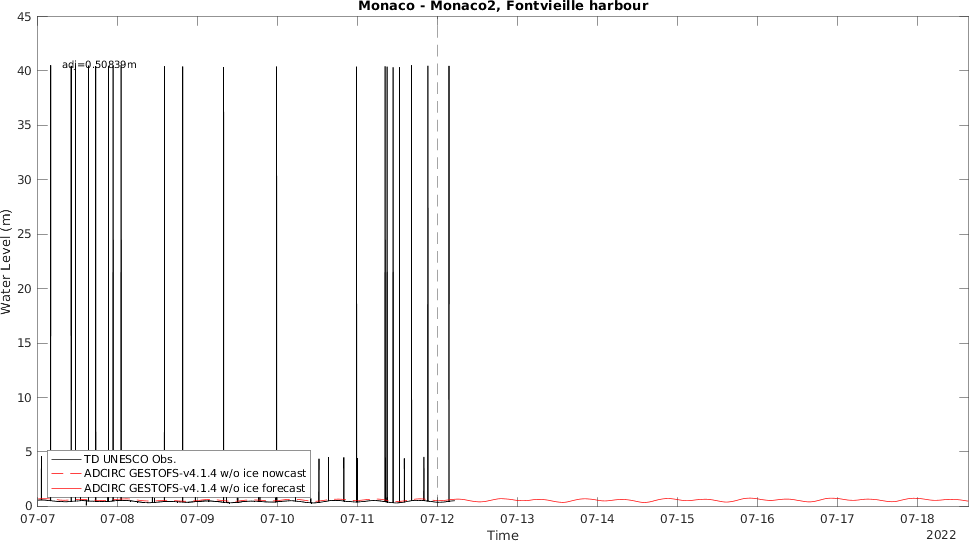 Monaco - Monaco2, Fontvieille harbour
45
adj=0.50839m
40
35
30
25
20
15
10
5
0
Water Level (m)
TD UNESCO Obs.
ADCIRC GESTOFS-v4.1.4 w/o ice nowcast
ADCIRC GESTOFS-v4.1.4 w/o ice forecast
07-07 07-08 07-09 07-10 07-11 07-12 07-13 07-14 07-15 07-16 07-17 07-18
Time
2022